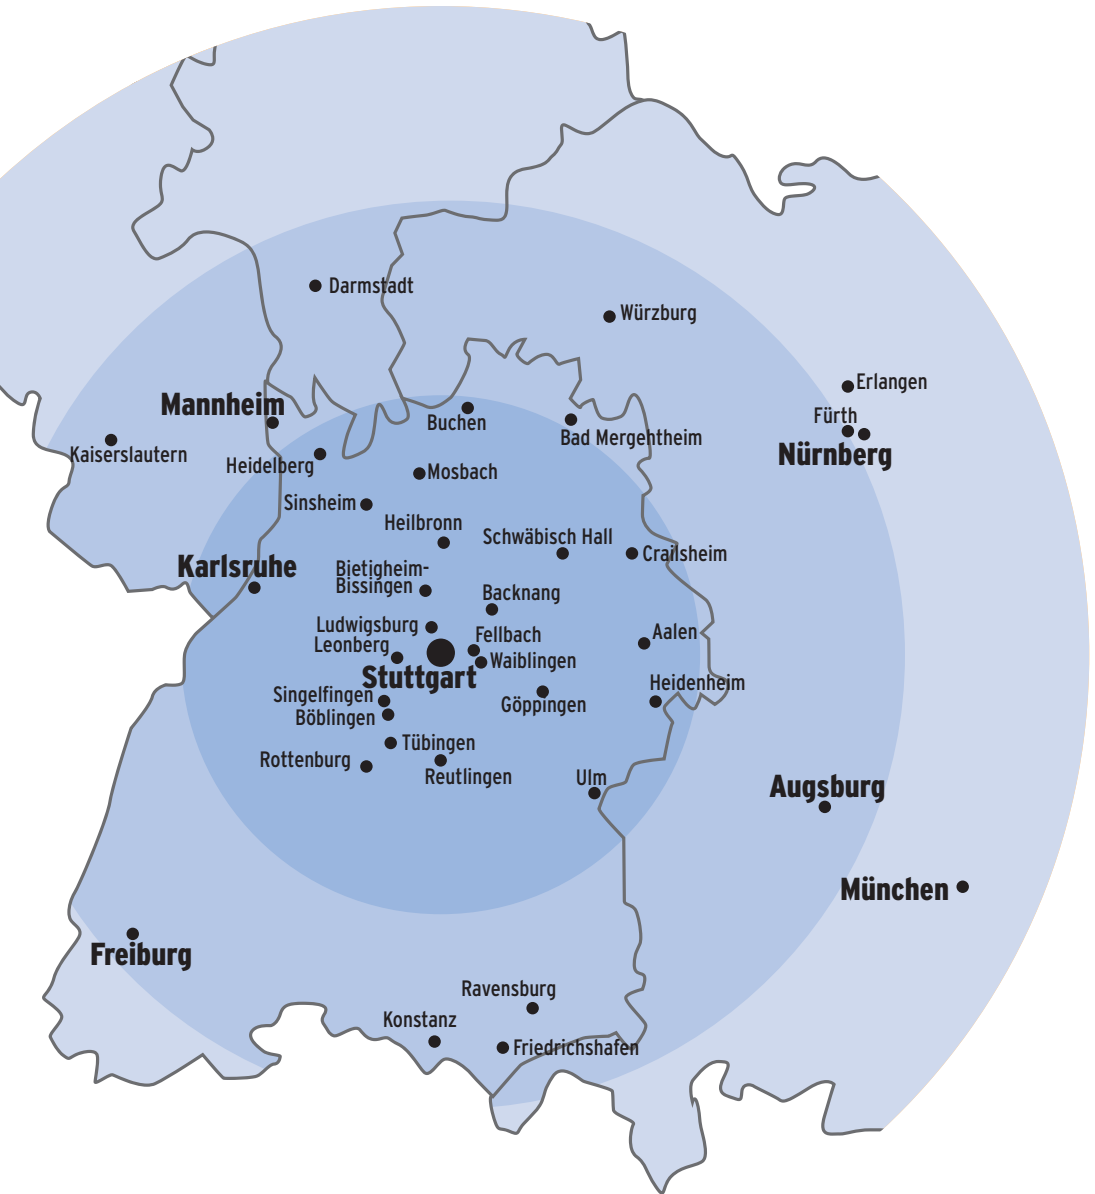 Darmstadt
Würzburg
Erlangen
Mannheim
Fürth
Buchen
Bad Mergehtheim
Kaiserslautern
Nürnberg
Heidelberg
Mosbach
Sinsheim
Heilbronn
Schwäbisch Hall
Crailsheim
Karlsruhe
Bietigheim-
Bissingen
Backnang
Ludwigsburg
Fellbach
Aalen
Leonberg
Waiblingen
Stuttgart
Heidenheim
Singelfingen
Göppingen
Böblingen
Tübingen
Rottenburg
Reutlingen
Ulm
Augsburg
München
Freiburg
Ravensburg
Konstanz
Friedrichshafen